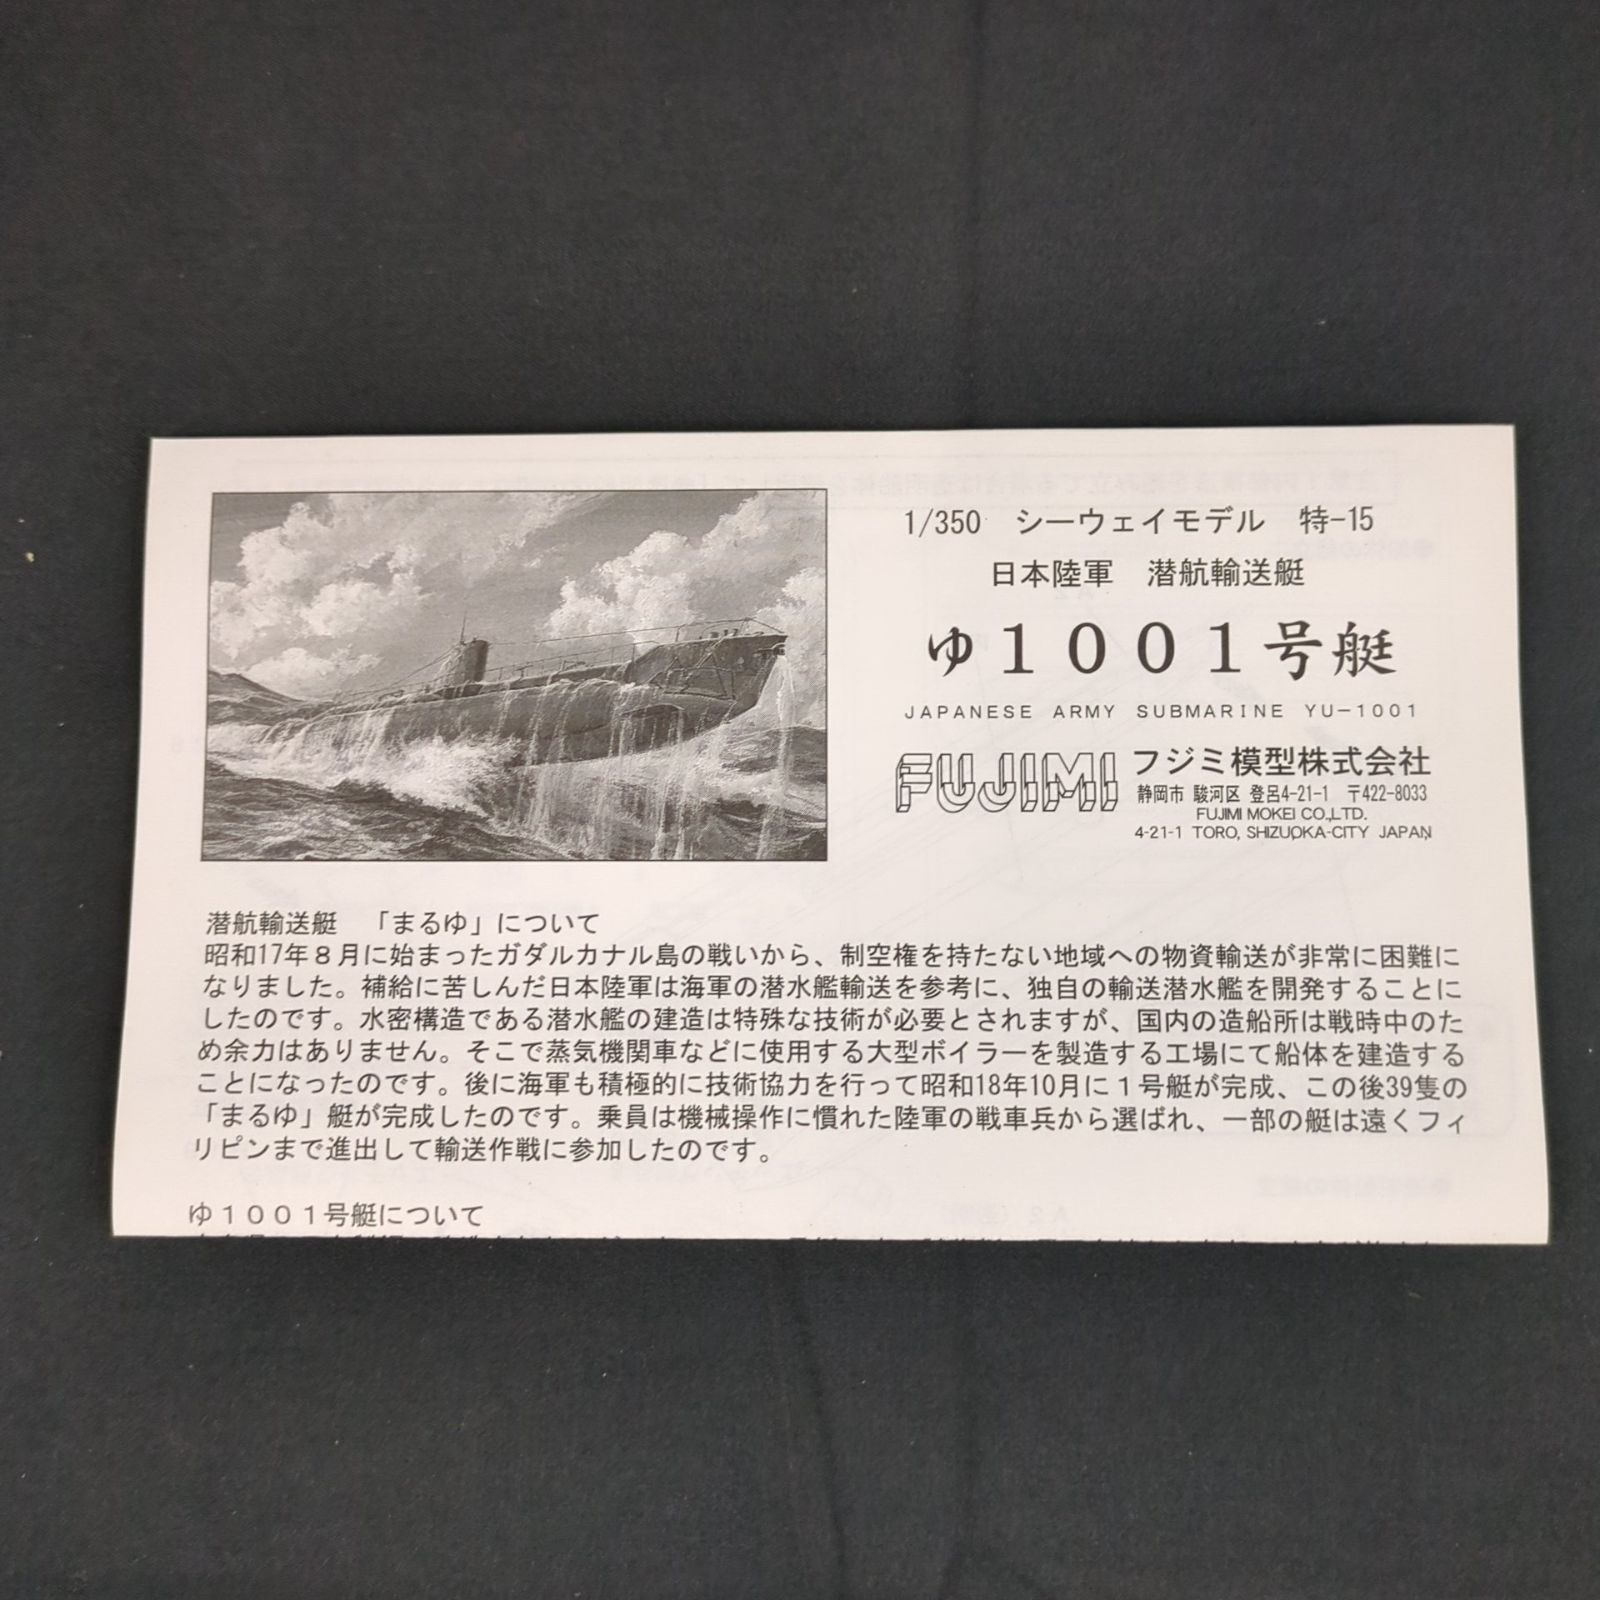 1/350 シーウェイモデル 特-15
日本陸軍 潜航輸送艇
ゆ1001号艇
JAPANESE ARMY SUBMARINE YU-1001
FUJIMI フジミ模型株式会社
静岡市 駿河区 登呂4-21-1 〒422-8033
FUJIMI MOKEI CO.,LTD.
4-21-1 TORO, SHIZUOKA-CITY JAPAN
潜航輸送艇 「まるゆ」について
昭和17年8月に始まったガダルカナル島の戦いから、制空権を持たない地域への物資輸送が非常に困難に
なりました。補給に苦しんだ日本陸軍は海軍の潜水艦輸送を参考に、独自の輸送潜水艦を開発することに
したのです。水密構造である潜水艦の建造は特殊な技術が必要とされますが、国内の造船所は戦時中のた
め余力はありません。そこで蒸気機関車などに使用する大型ボイラーを製造する工場にて船体を建造する
ことになったのです。後に海軍も積極的に技術協力を行って昭和18年10月に1号艇が完成、この後39隻の
「まるゆ」艇が完成したのです。乗員は機械操作に慣れた陸軍の戦車兵から選ばれ、一部の艇は遠くフィ
リピンまで進出して輸送作戦に参加したのです。
ゆ1001号艇について